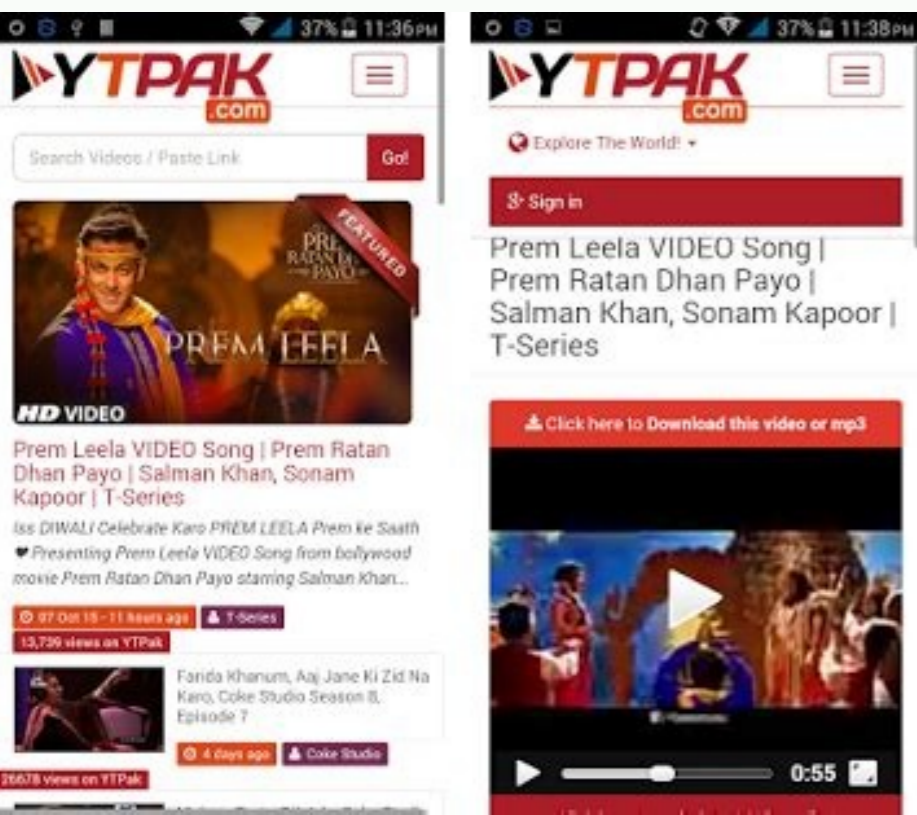 37% 11:36 PM
YTPAK
.com
Search Videos / Paste Link
Go!
FEATURED
PREM
RATAN DHAN
PAYO
PREM LEELA
HD VIDEO
Prem Leela VIDEO Song | Prem Ratan
Dhan Payo | Salman Khan, Sonam
Kapoor | T-Series
Iss DIWALI Celebrate Karo PREM LEELA Prem ke Saath
♥ Presenting Prem Leela VIDEO Song from bollywood
movie Prem Ratan Dhan Payo starring Salman Khan...
07 Oct 15 - 11 hours ago
T-Series
13,739 views on YTPak
Farida Khanum, Aaj Jane Ki Zid Na
Karo, Coke Studio Season 8,
Episode 7
4 days ago
Coke Studio
26678 views on YTPak
37% 11:38 PM
YTPAK
.com
Explore The World!
8+ Sign in
Prem Leela VIDEO Song |
Prem Ratan Dhan Payo |
Salman Khan, Sonam Kapoor |
T-Series
Click here to Download this video or mp3
0:55